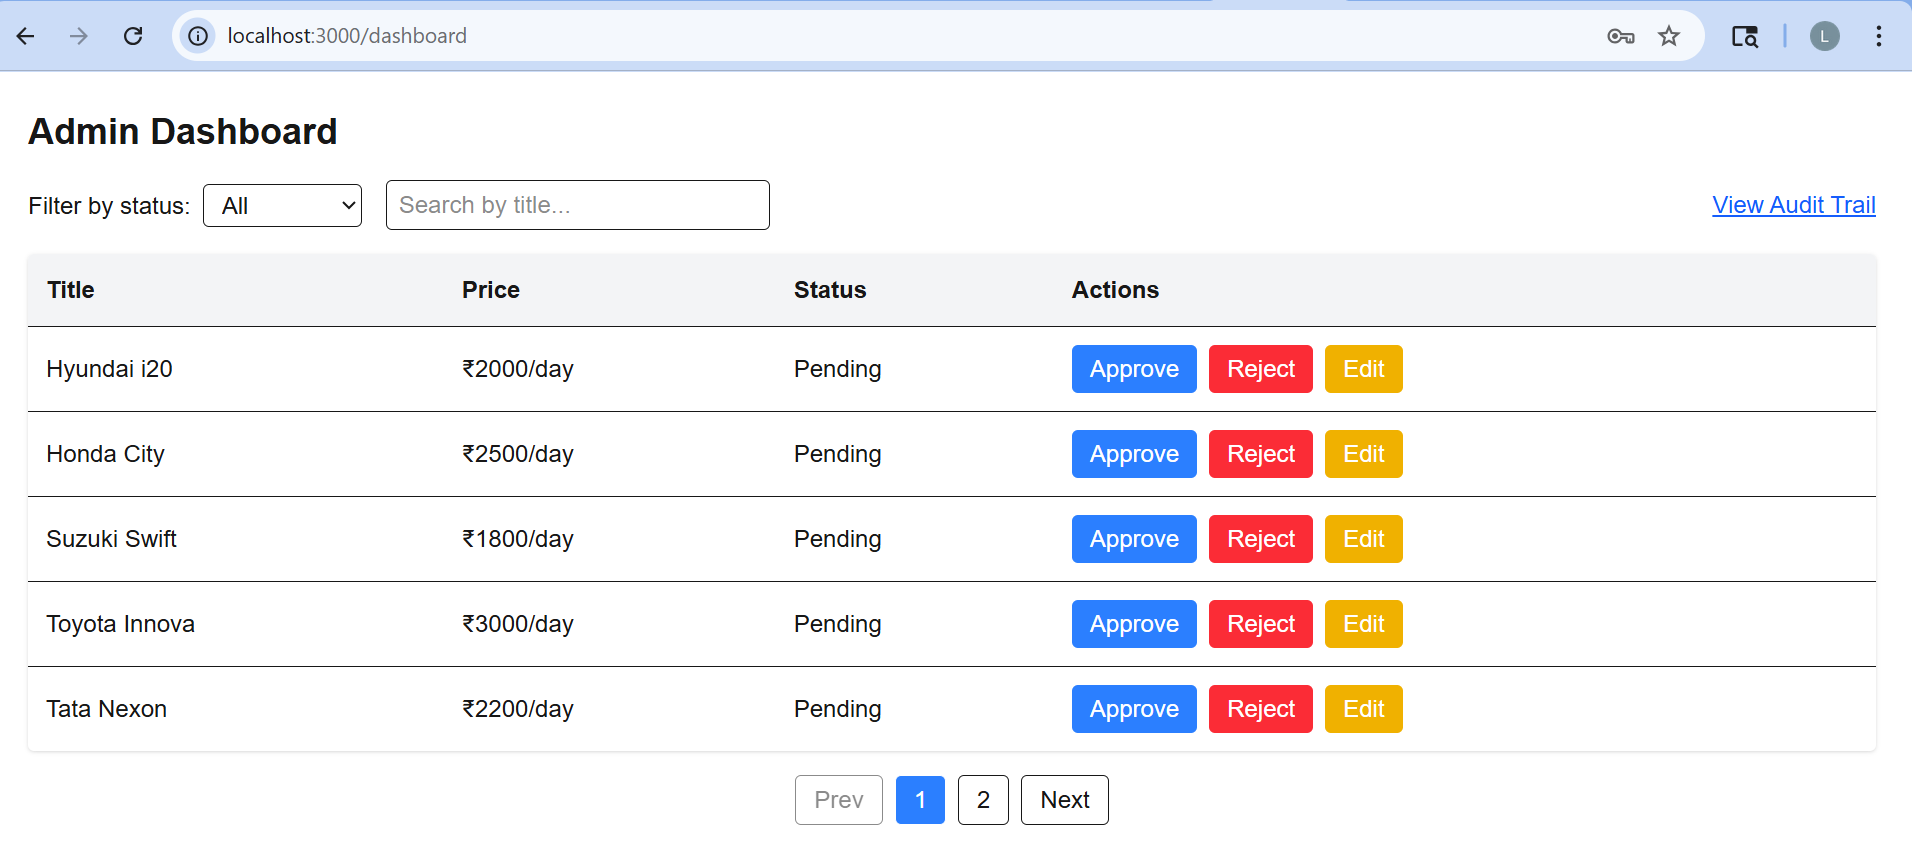 localhost:3000/dashboard
L
Admin Dashboard
Filter by status: All Search by title... View Audit Trail
Title Price Status Actions
Hyundai i20 ₹2000/day Pending Approve Reject Edit
Honda City ₹2500/day Pending Approve Reject Edit
Suzuki Swift ₹1800/day Pending Approve Reject Edit
Toyota Innova ₹3000/day Pending Approve Reject Edit
Tata Nexon ₹2200/day Pending Approve Reject Edit
Prev 1 2 Next